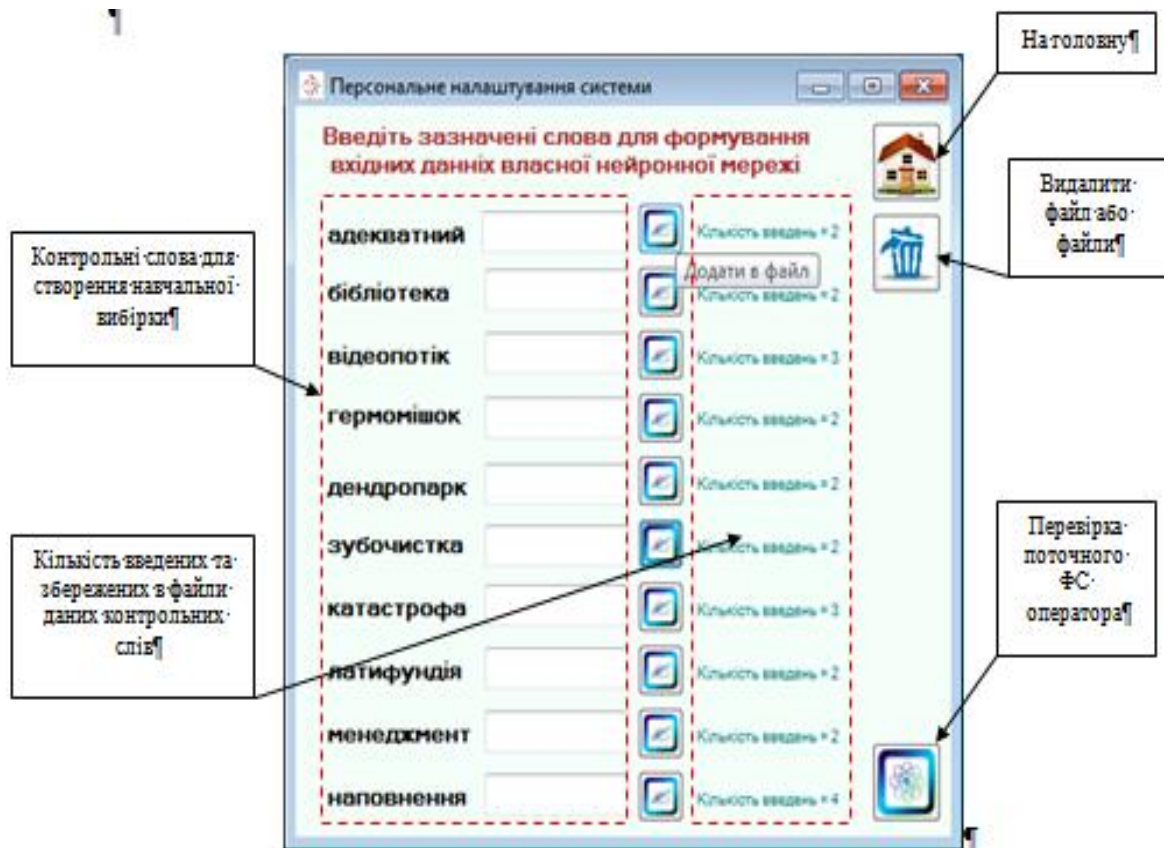 ¶
На головну¶
Персональне налаштування системи
Введіть зазначені слова для формування
вхідних данніх власної нейронної мережі
Видалити
файл або
файли¶
Контрольні слова для
створення навчальної
вибірки¶
адекватний
Кількість введень = 2
Додати в файл
бібліотека
Кількість введень = 2
відеопотік
Кількість введень = 3
гермомішок
Кількість введень = 2
дендропарк
Кількість введень = 2
Кількість введених та
збережених в файли
даних контрольних
слів¶
зубочистка
Кількість введень = 2
Перевірка
поточного
ФС
оператора¶
катастрофа
Кількість введень = 3
латифундія
Кількість введень = 2
менеджмент
Кількість введень = 2
наповнення
Кількість введень = 4
¶